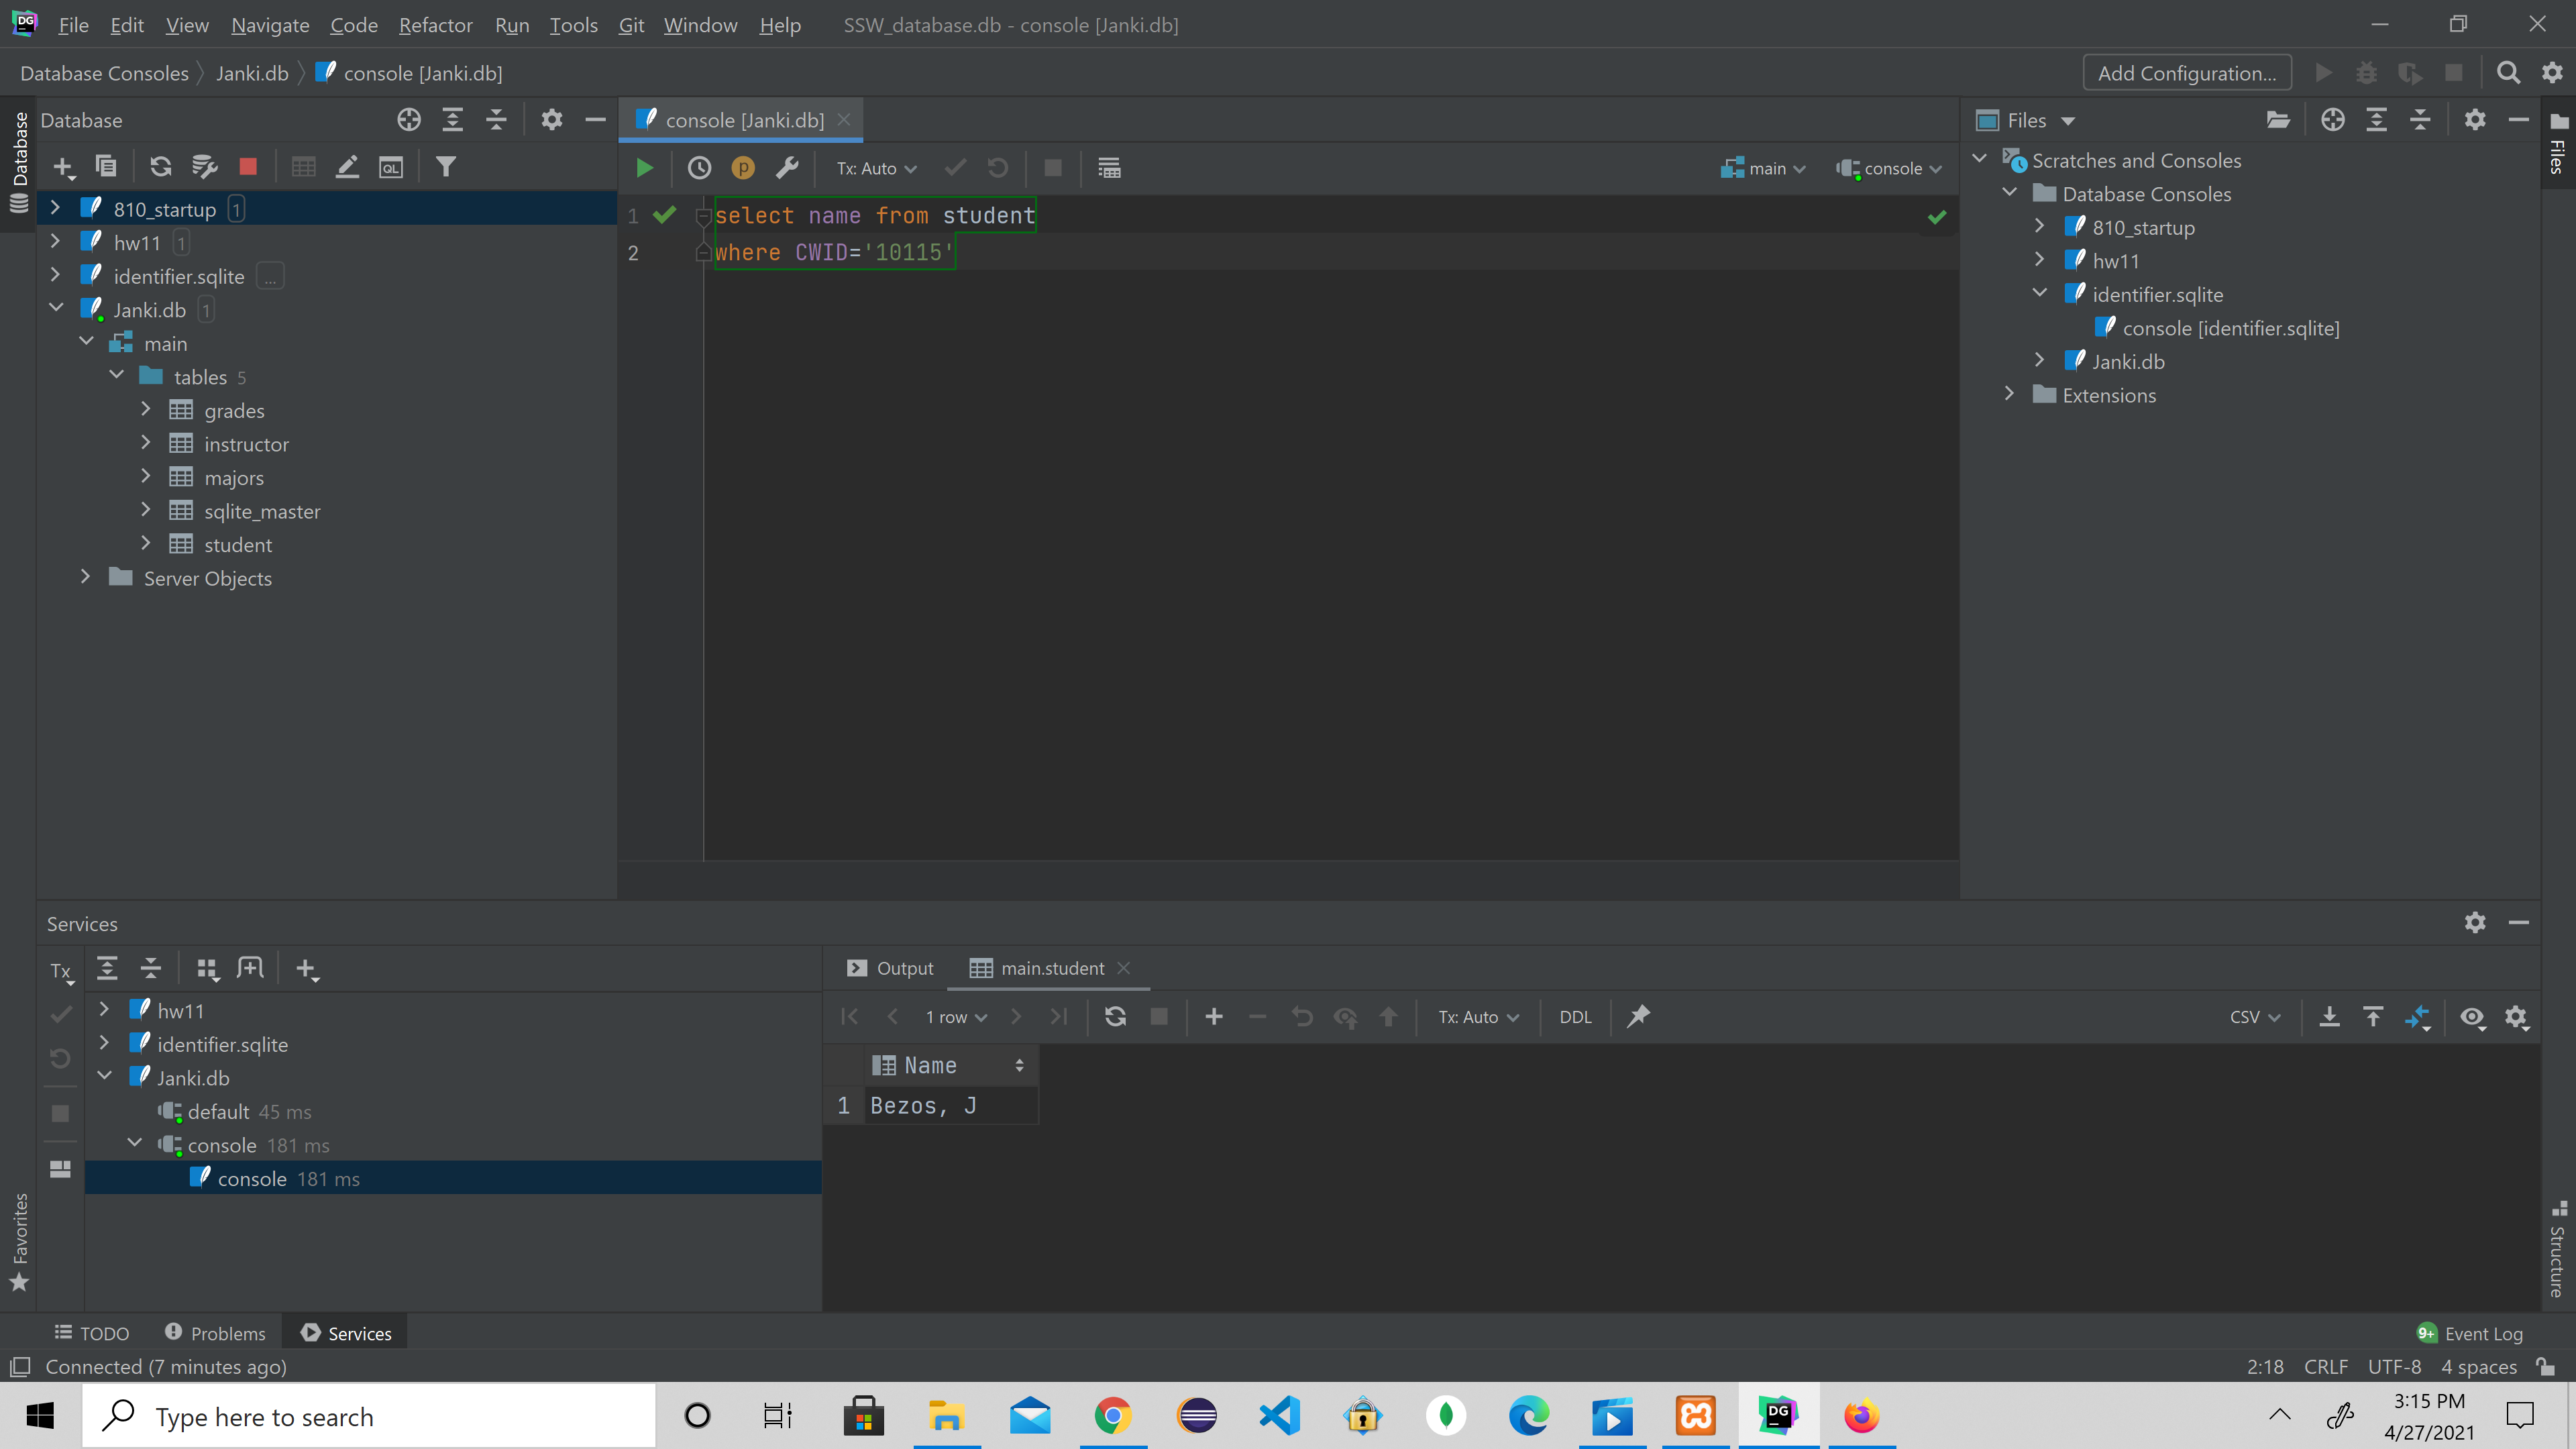 DG File Edit View Navigate Code Refactor Run Tools Git Window Help SSW_database.db - console [Janki.db]
Database Consoles Janki.db console [Janki.db] Add Configuration...
Database
Database
console [Janki.db]
Files
Files
Tx: Auto
main
console
810_startup 1
hw11 1
identifier.sqlite ...
Janki.db 1
main
tables 5
grades
instructor
majors
sqlite_master
student
Server Objects
1 select name from student
2 where CWID='10115'
Scratches and Consoles
Database Consoles
810_startup
hw11
identifier.sqlite
console [identifier.sqlite]
Janki.db
Extensions
Services
Tx
hw11
identifier.sqlite
Janki.db
default 45 ms
console 181 ms
console 181 ms
Output main.student
1 row Tx: Auto DDL CSV
Name
1 Bezos, J
Favorites
Structure
TODO Problems Services 9+ Event Log
Connected (7 minutes ago) 2:18 CRLF UTF-8 4 spaces
Type here to search
DG
3:15 PM
4/27/2021